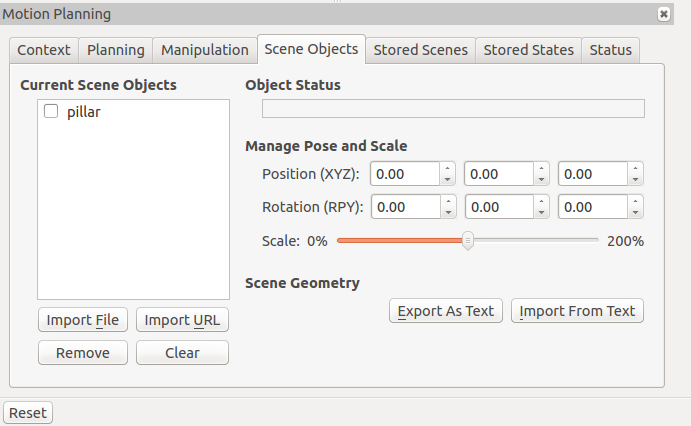 Motion Planning
Context Planning Manipulation Scene Objects Stored Scenes Stored States Status
Current Scene Objects
pillar
Import File Import URL
Remove Clear
Object Status
Manage Pose and Scale
Position (XYZ): 0.00 0.00 0.00
Rotation (RPY): 0.00 0.00 0.00
Scale: 0% 200%
Scene Geometry
Export As Text Import From Text
Reset